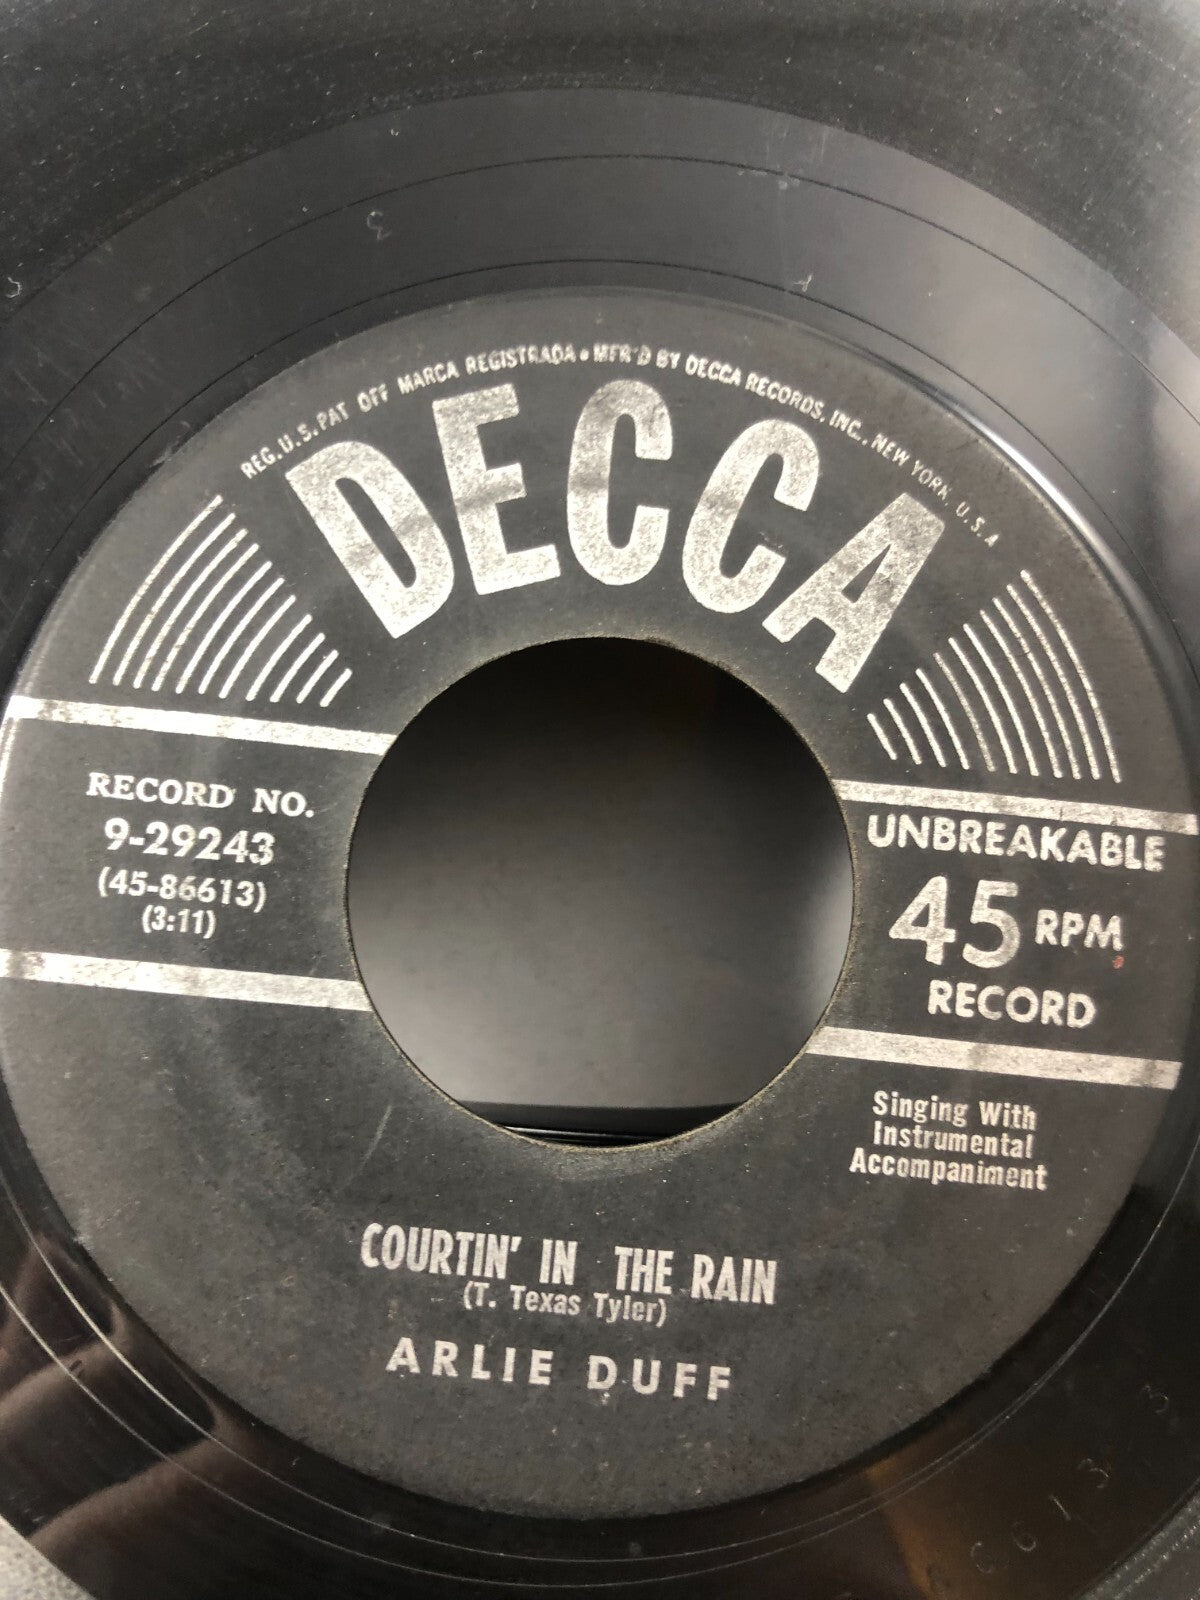 REG. U.S. PAT OFF MARCA REGISTRADA • MFR'D BY DECCA RECORDS, INC., NEW YORK, U.S.A
DECCA
RECORD NO.
9-29243
(45-86613)
(3:11)
UNBREAKABLE
45 RPM
RECORD
Singing With
Instrumental
Accompaniment
COURTIN' IN THE RAIN
(T. Texas Tyler)
ARLIE DUFF